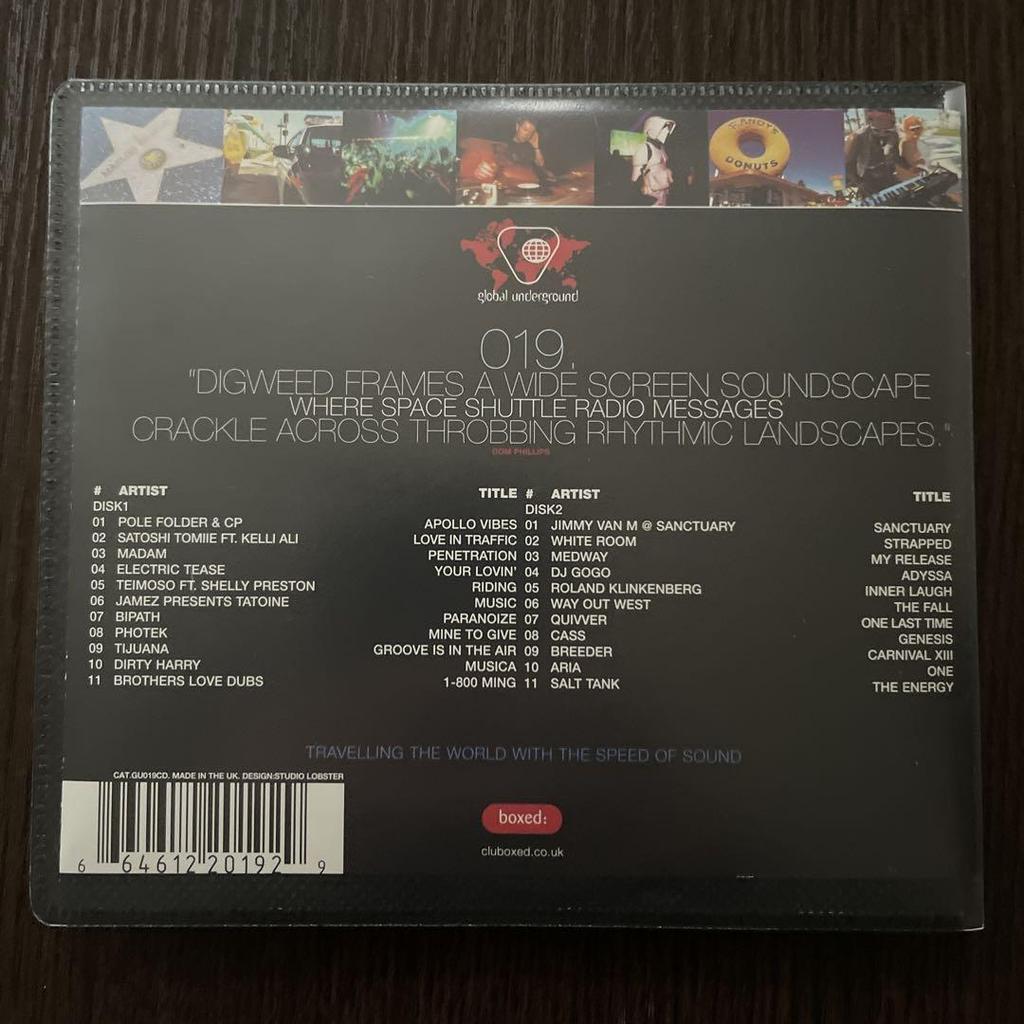 RANDY'S
DONUTS
global underground
019.
"DIGWEED FRAMES A WIDE SCREEN SOUNDSCAPE
WHERE SPACE SHUTTLE RADIO MESSAGES
CRACKLE ACROSS THROBBING RHYTHMIC LANDSCAPES."
DOM PHILLIPS
# ARTIST TITLE
DISK1
01 POLE FOLDER & CP APOLLO VIBES
02 SATOSHI TOMIIE FT. KELLI ALI LOVE IN TRAFFIC
03 MADAM PENETRATION
04 ELECTRIC TEASE YOUR LOVIN'
05 TEIMOSO FT. SHELLY PRESTON RIDING
06 JAMEZ PRESENTS TATOINE MUSIC
07 BIPATH PARANOIZE
08 PHOTEK MINE TO GIVE
09 TIJUANA GROOVE IS IN THE AIR
10 DIRTY HARRY MUSICA
11 BROTHERS LOVE DUBS 1-800 MING
# ARTIST TITLE
DISK2
01 JIMMY VAN M @ SANCTUARY SANCTUARY
02 WHITE ROOM STRAPPED
03 MEDWAY MY RELEASE
04 DJ GOGO ADYSSA
05 ROLAND KLINKENBERG INNER LAUGH
06 WAY OUT WEST THE FALL
07 QUIVVER ONE LAST TIME
08 CASS GENESIS
09 BREEDER CARNIVAL XIII
10 ARIA ONE
11 SALT TANK THE ENERGY
TRAVELLING THE WORLD WITH THE SPEED OF SOUND
CAT.GU019CD. MADE IN THE UK. DESIGN:STUDIO LOBSTER
6 64612 20192 9
boxed:
cluboxed.co.uk